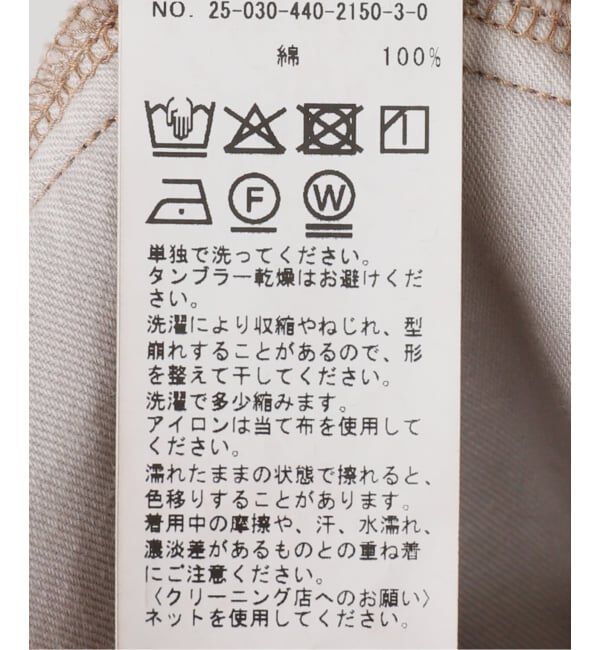 NO. 25-030-440-2150-3-0
綿 100%
F W
単独で洗ってください。
タンブラー乾燥はお避けくだ
さい。
洗濯により収縮やねじれ、型
崩れすることがあるので、形
を整えて干してください。
洗濯で多少縮みます。
アイロンは当て布を使用して
ください。
濡れたままの状態で擦れると、
色移りすることがあります。
着用中の摩擦や、汗、水濡れ、
濃淡差があるものとの重ね着
にご注意ください。
〈クリーニング店へのお願い〉
ネットを使用してください。